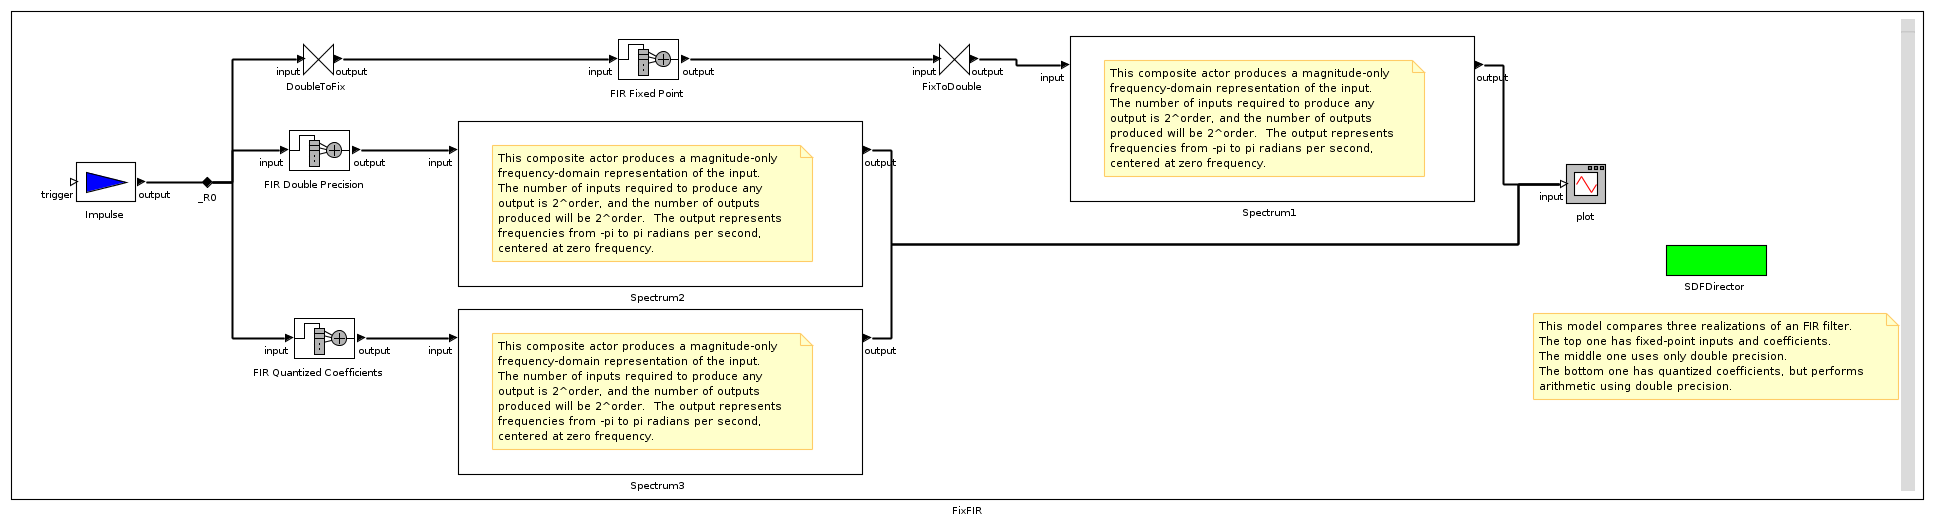 input
output
DoubleToFix
input
output
FIR Fixed Point
input
output
FixToDouble
input
This composite actor produces a magnitude-only
frequency-domain representation of the input.
The number of inputs required to produce any
output is 2^order, and the number of outputs
produced will be 2^order.  The output represents
frequencies from -pi to pi radians per second,
centered at zero frequency.
output
Spectrum1
trigger
output
Impulse
_R0
input
output
FIR Double Precision
input
This composite actor produces a magnitude-only
frequency-domain representation of the input.
The number of inputs required to produce any
output is 2^order, and the number of outputs
produced will be 2^order.  The output represents
frequencies from -pi to pi radians per second,
centered at zero frequency.
output
Spectrum2
input
plot
SDFDirector
input
output
FIR Quantized Coefficients
input
This composite actor produces a magnitude-only
frequency-domain representation of the input.
The number of inputs required to produce any
output is 2^order, and the number of outputs
produced will be 2^order.  The output represents
frequencies from -pi to pi radians per second,
centered at zero frequency.
output
Spectrum3
This model compares three realizations of an FIR filter.
The top one has fixed-point inputs and coefficients.
The middle one uses only double precision.
The bottom one has quantized coefficients, but performs
arithmetic using double precision.
FixFIR